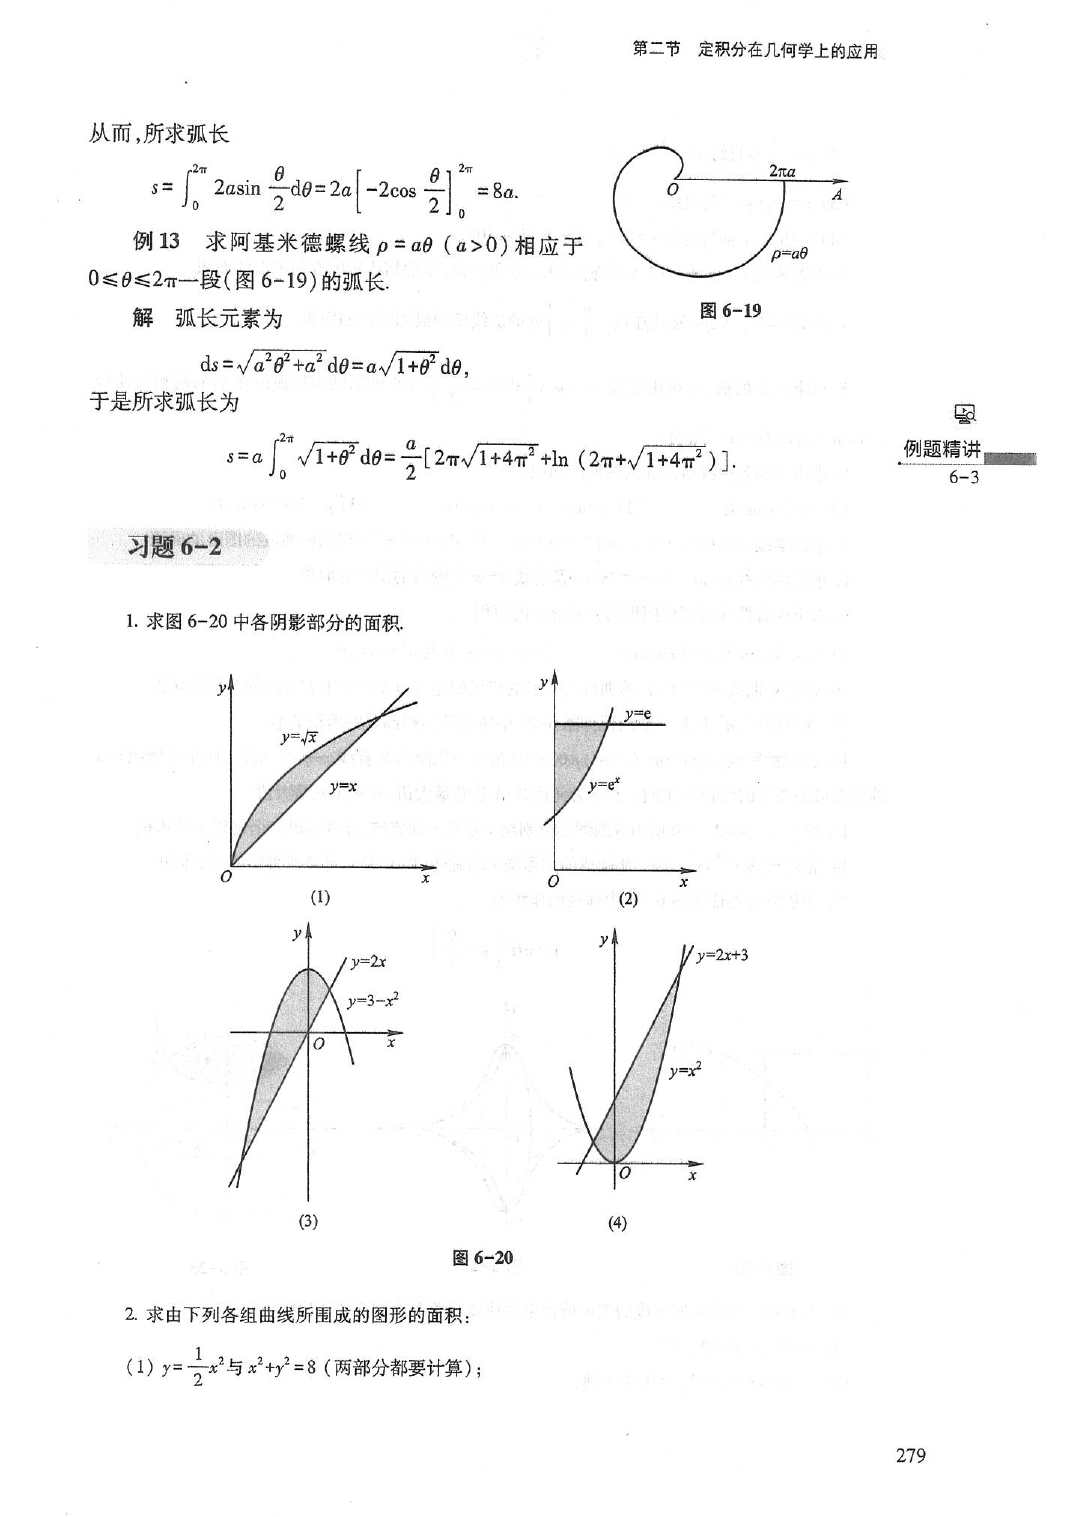 第二节 定积分在几何学上的应用
从而,所求弧长
s=∫₀^{2π} 2asin θ/2 dθ=2a[-2cos θ/2]₀^{2π}=8a.
2πa
O
A
ρ=aθ
图 6-19
例 13 求阿基米德螺线 ρ=aθ (a>0) 相应于
0≤θ≤2π一段(图 6-19)的弧长.
解 弧长元素为
ds=√(a²θ²+a²) dθ=a√(1+θ²) dθ,
于是所求弧长为
s=a∫₀^{2π} √(1+θ²) dθ=a/2[2π√(1+4π²)+ln (2π+√(1+4π²))].
例题精讲
6-3
习题 6-2
1. 求图 6-20 中各阴影部分的面积.
y
y=√x
y=x
O
x
(1)
y
y=e
y=eˣ
O
x
(2)
y
y=2x
y=3-x²
O
x
(3)
y
y=2x+3
y=x²
O
x
(4)
图 6-20
2. 求由下列各组曲线所围成的图形的面积:
(1) y=1/2 x²与 x²+y²=8 (两部分都要计算);
279